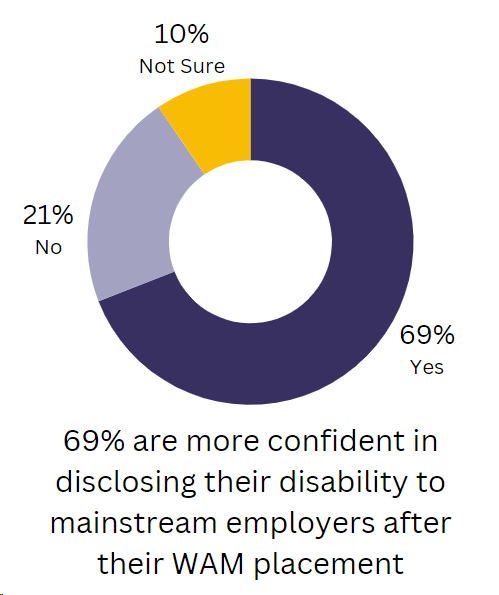 10%
Not Sure
21%
No
69%
Yes
69% are more confident in
disclosing their disability to
mainstream employers after
their WAM placement